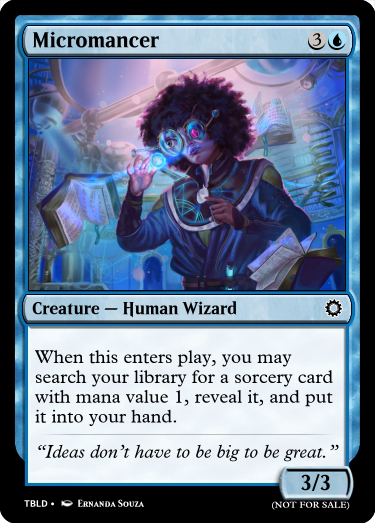 Micromancer 3
Creature — Human Wizard
When this enters play, you may
search your library for a sorcery card
with mana value 1, reveal it, and put
it into your hand.
“Ideas don’t have to be big to be great.”
3/3
TBLD • Ernanda Souza (NOT FOR SALE)